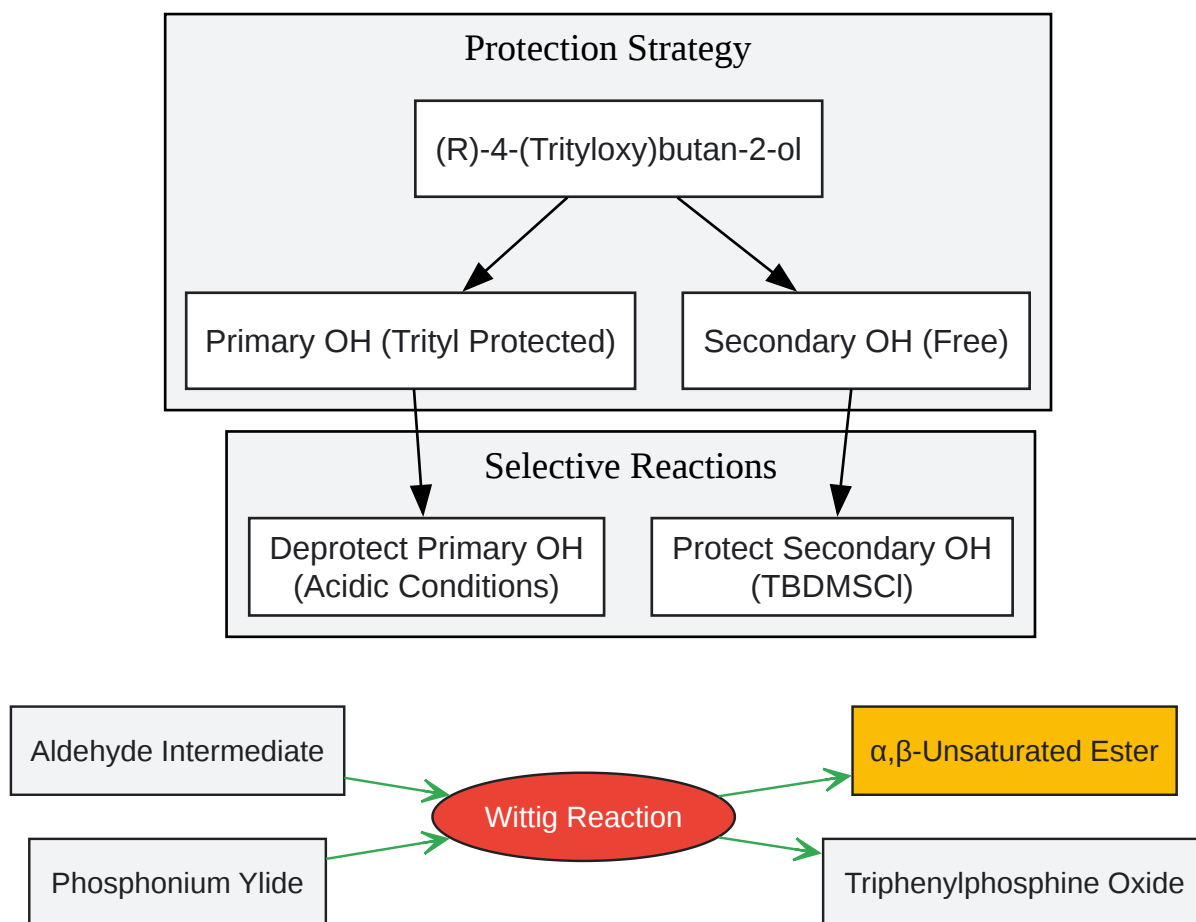 Protection Strategy
(R)-4-(Trityloxy)butan-2-ol
Primary OH (Trityl Protected)
Secondary OH (Free)
Selective Reactions
Deprotect Primary OH
(Acidic Conditions)
Protect Secondary OH
(TBDMSCl)
Aldehyde Intermediate
α,β-Unsaturated Ester
Wittig Reaction
Phosphonium Ylide
Triphenylphosphine Oxide